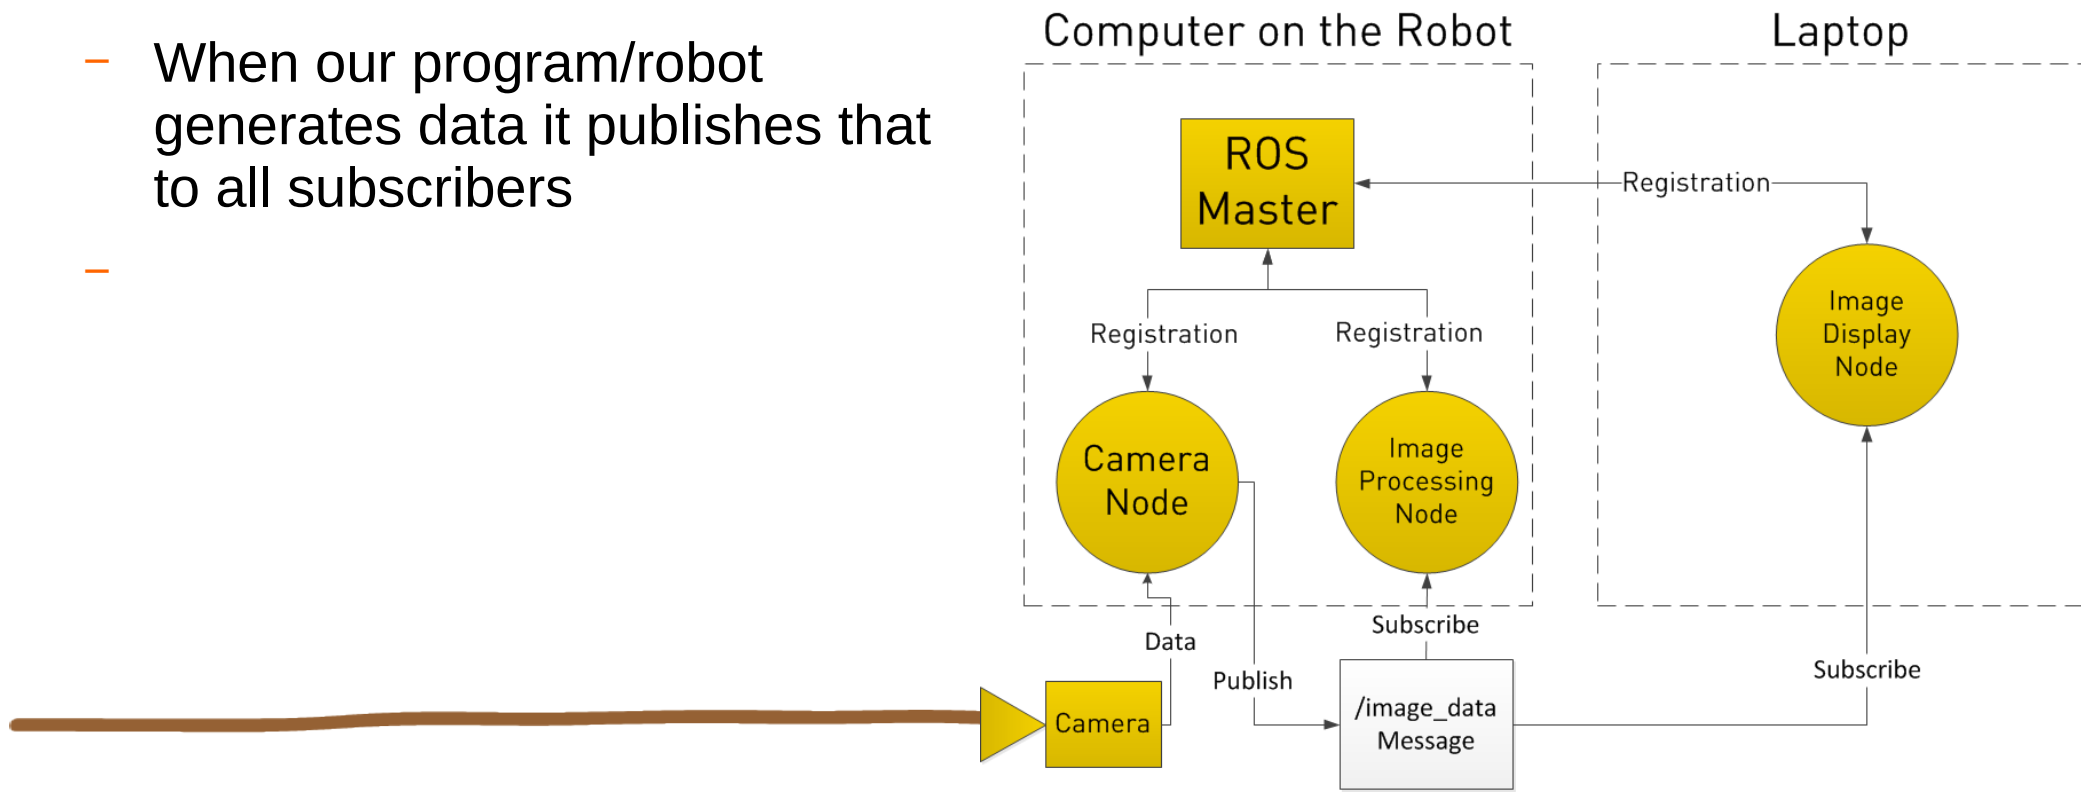 – When our program/robot
generates data it publishes that
to all subscribers
–
Computer on the Robot
Laptop
ROS
Master
Registration
Registration
Registration
Image
Display
Node
Camera
Node
Image
Processing
Node
Data
Publish
Subscribe
Subscribe
Camera
/image_data
Message